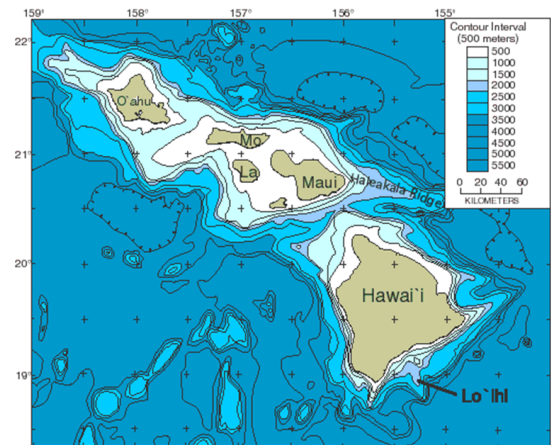 159° 158° 157° 156° 155°
Contour Interval
(500 meters)
500
1000
1500
2000
2500
3000
3500
4000
4500
5000
5500
0 20 40 60
KILOMETERS
22°
O`ahu
Mo
21°
La
Maui
Haleakala Ridge
20°
Hawai`i
19°
Lo`ihi